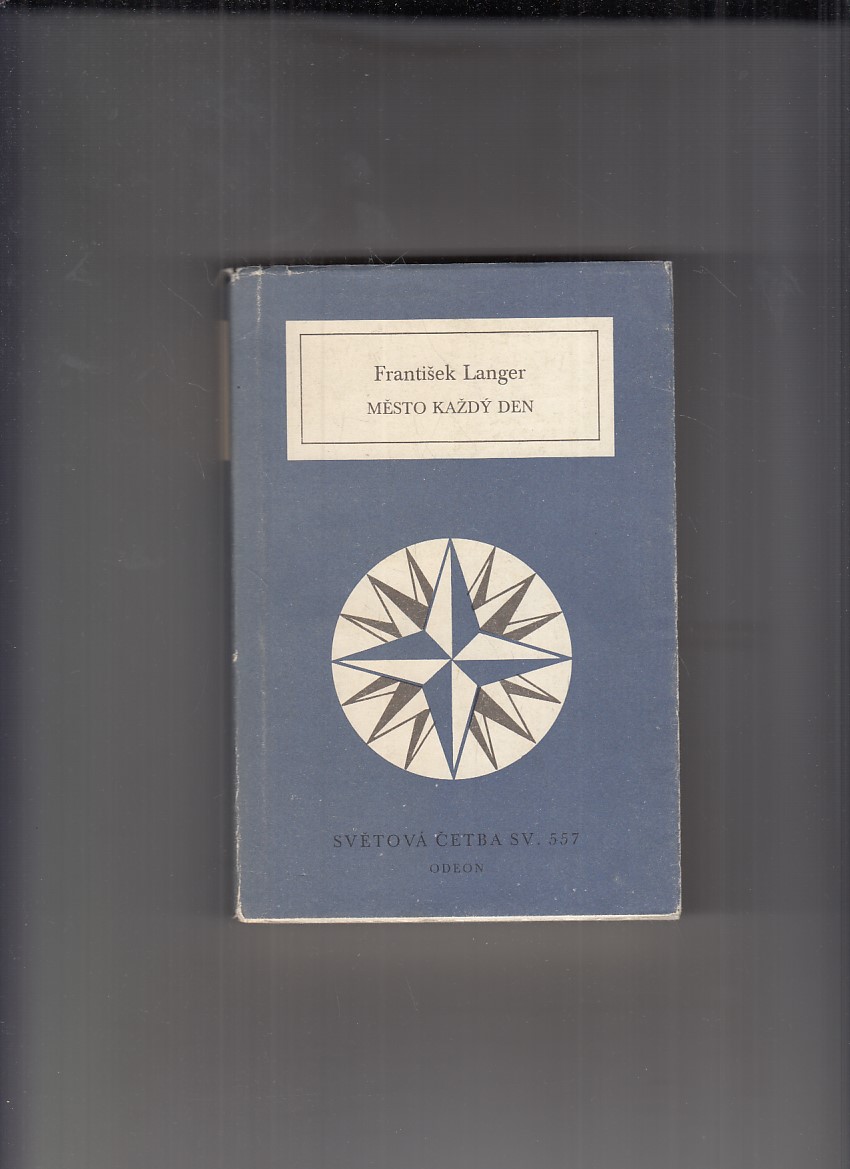 František Langer
MĚSTO KAŽDÝ DEN
SVĚTOVÁ ČETBA SV. 557
ODEON